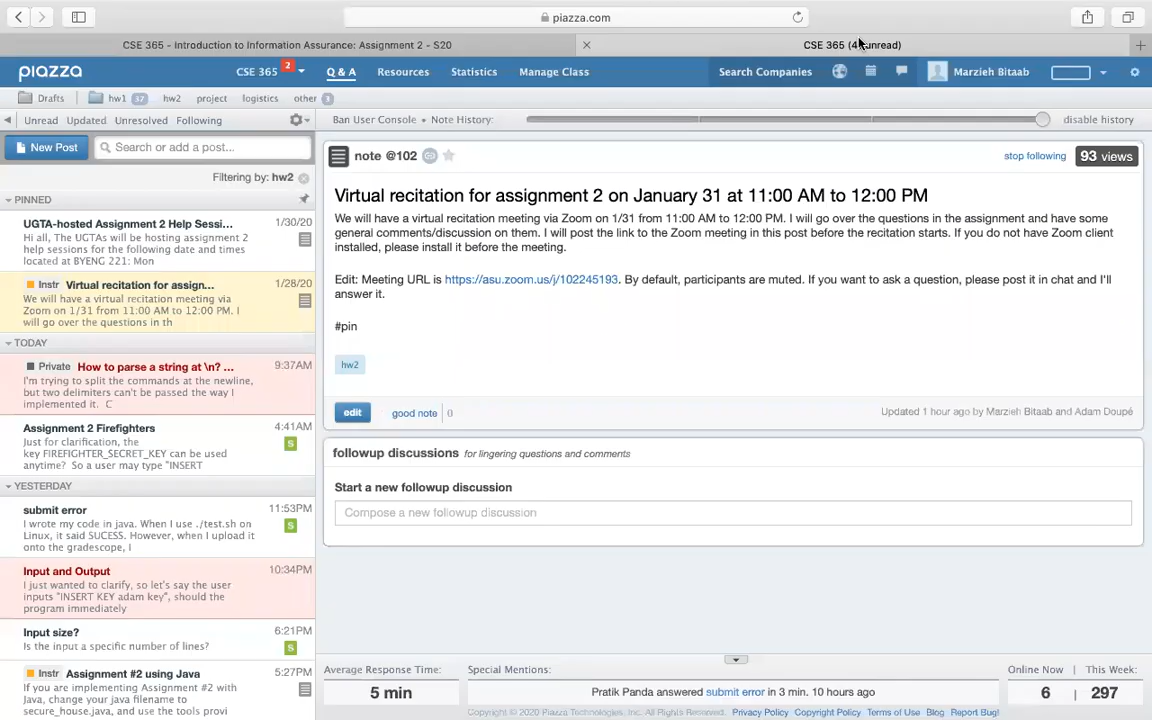 piazza.com
CSE 365 - Introduction to Information Assurance: Assignment 2 - S20
CSE 365 (4 unread)
piazza
CSE 365
2
Q & A
Resources
Statistics
Manage Class
Search Companies
Marzieh Bitaab
Drafts
hw1 37
hw2
project
logistics
other 3
Unread Updated Unresolved Following
Ban User Console • Note History:
disable history
New Post
Search or add a post...
Filtering by: hw2
PINNED
UGTA-hosted Assignment 2 Help Sessi...
1/30/20
Hi all, The UGTAs will be hosting assignment 2
help sessions for the following date and times
located at BYENG 221: Mon
Instr Virtual recitation for assign...
1/28/20
We will have a virtual recitation meeting via
Zoom on 1/31 from 11:00 AM to 12:00 PM. I
will go over the questions in th
TODAY
Private How to parse a string at \n? ...
9:37AM
I'm trying to split the commands at the newline,
but two delimiters can't be passed the way I
implemented it. C
Assignment 2 Firefighters
4:41AM
Just for clarification, the
key FIREFIGHTER_SECRET_KEY can be used
anytime? So a user may type "INSERT
S
YESTERDAY
submit error
11:53PM
I wrote my code in java. When I use ./test.sh on
Linux, it said SUCESS. However, when I upload it
onto the gradescope, I
S
Input and Output
10:34PM
I just wanted to clarify, so let's say the user
inputs "INSERT KEY adam key", should the
program immediately
Input size?
6:21PM
Is the input a specific number of lines?
S
Instr Assignment #2 using Java
5:27PM
If you are implementing Assignment #2 with
Java, change your java filename to
secure_house.java, and use the tools provi
note @102
stop following
93 views
Virtual recitation for assignment 2 on January 31 at 11:00 AM to 12:00 PM
We will have a virtual recitation meeting via Zoom on 1/31 from 11:00 AM to 12:00 PM. I will go over the questions in the assignment and have some
general comments/discussion on them. I will post the link to the Zoom meeting in this post before the recitation starts. If you do not have Zoom client
installed, please install it before the meeting.
Edit: Meeting URL is https://asu.zoom.us/j/102245193. By default, participants are muted. If you want to ask a question, please post it in chat and I'll
answer it.
#pin
hw2
edit
good note
0
Updated 1 hour ago by Marzieh Bitaab and Adam Doupé
followup discussions for lingering questions and comments
Start a new followup discussion
Compose a new followup discussion
Average Response Time:
5 min
Special Mentions:
Pratik Panda answered submit error in 3 min. 10 hours ago
Online Now | This Week:
6 | 297
Copyright © 2020 Piazza Technologies, Inc. All Rights Reserved. Privacy Policy Copyright Policy Terms of Use Blog Report Bug!